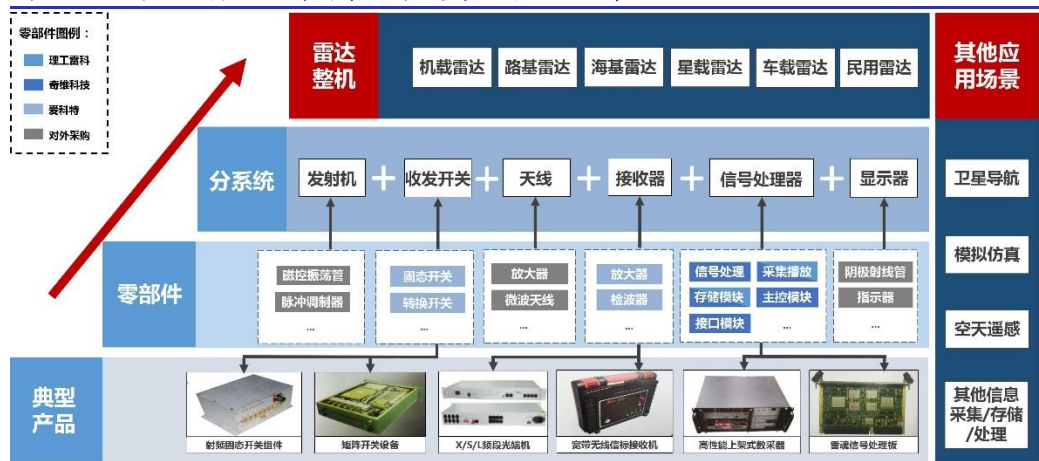 零部件图例：
理工雷科
奇维科技
爱科特
对外采购
雷达
整机
机载雷达 路基雷达 海基雷达 星载雷达 车载雷达 民用雷达
其他应
用场景
分系统
发射机 + 收发开关 + 天线 + 接收器 + 信号处理器 + 显示器
卫星导航
模拟仿真
空天遥感
其他信息
采集/存储
/处理
零部件
磁控振荡管
脉冲调制器
...
固态开关
转换开关
...
放大器
微波天线
...
放大器
检波器
...
信号处理 采集播放
存储模块 主控模块
接口模块 ...
阴极射线管
指示器
...
典型
产品
射频固态开关组件 矩阵开关设备 X/S/L频段光端机 宽带无线信标接收机 高性能上架式数采器 雷魂信号处理板